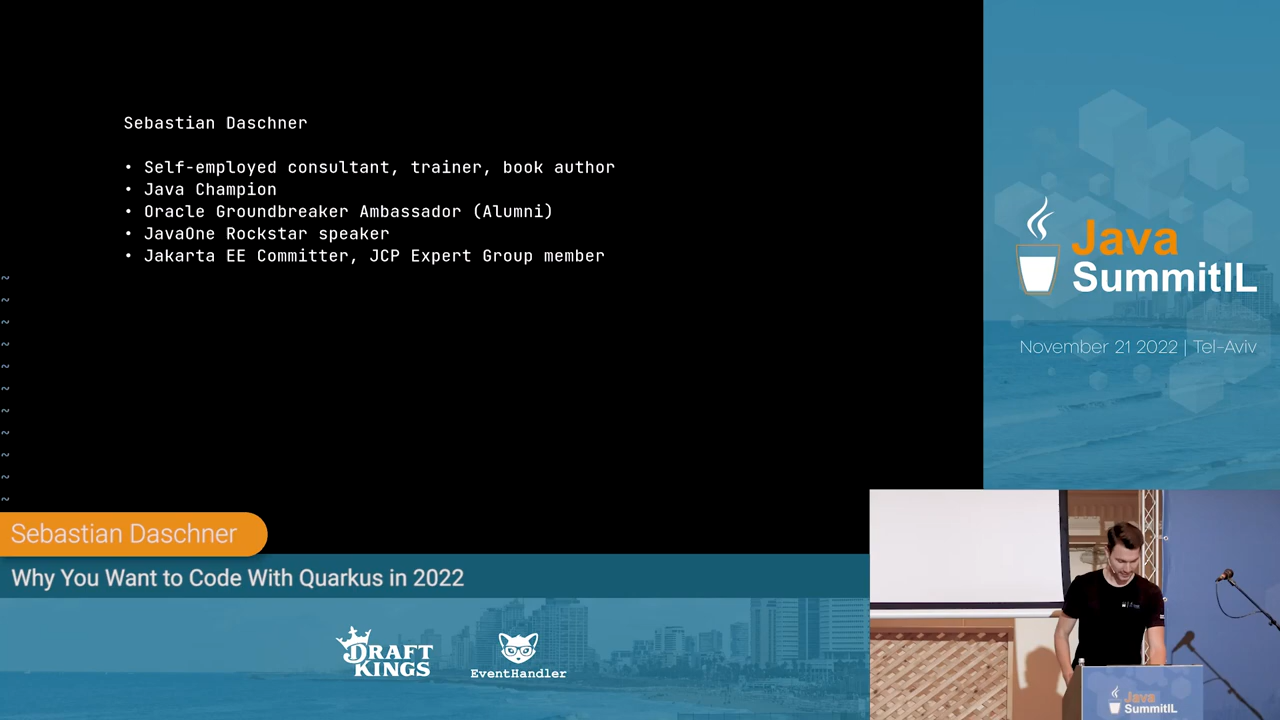 Sebastian Daschner
• Self-employed consultant, trainer, book author
• Java Champion
• Oracle Groundbreaker Ambassador (Alumni)
• JavaOne Rockstar speaker
• Jakarta EE Committer, JCP Expert Group member
~
~
~
~
~
~
~
~
~
~
~
Java
SummitIL
November 21 2022 | Tel-Aviv
Sebastian Daschner
Why You Want to Code With Quarkus in 2022
DRAFT
KINGS
EventHandler
Java
SummitIL